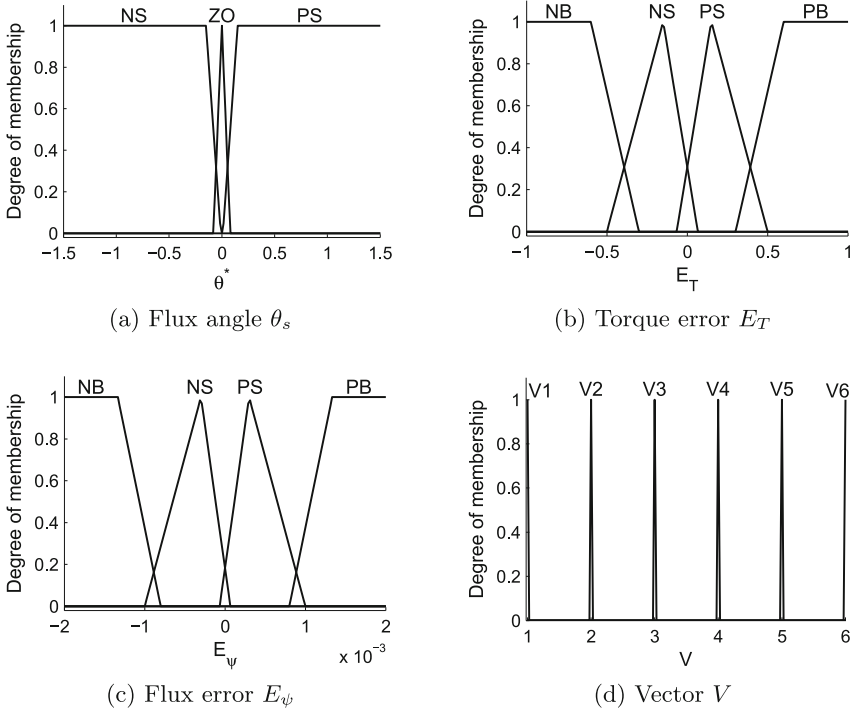 NS ZO PS
1
0.8
0.6
0.4
0.2
0
Degree of membership
−1.5 −1 −0.5 0 0.5 1 1.5
θ*
(a) Flux angle θs
NB NS PS PB
1
0.8
0.6
0.4
0.2
0
Degree of membership
−1 −0.5 0 0.5 1
ET
(b) Torque error ET
NB NS PS PB
1
0.8
0.6
0.4
0.2
0
Degree of membership
−2 −1 0 1 2
Eψ
x 10−3
(c) Flux error Eψ
V1 V2 V3 V4 V5 V6
1
0.8
0.6
0.4
0.2
0
Degree of membership
1 2 3 4 5 6
V
(d) Vector V